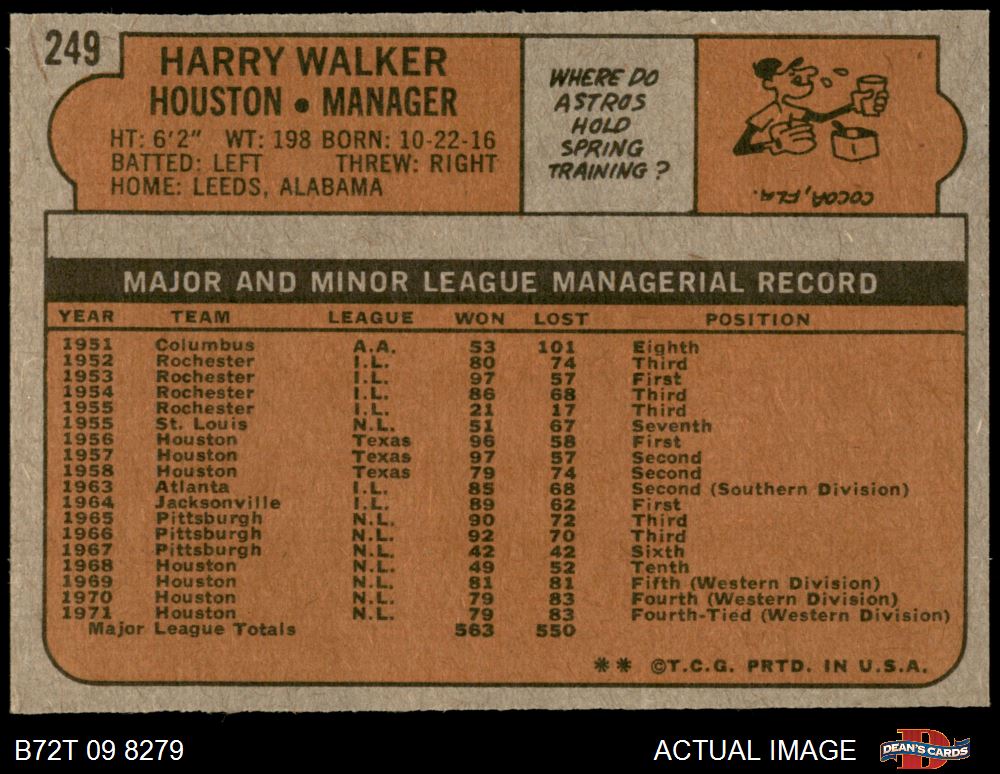 249
HARRY WALKER
HOUSTON • MANAGER
HT: 6'2" WT: 198 BORN: 10-22-16
BATTED: LEFT THREW: RIGHT
HOME: LEEDS, ALABAMA
WHERE DO
ASTROS
HOLD
SPRING
TRAINING?
COCOA, FLA.
MAJOR AND MINOR LEAGUE MANAGERIAL RECORD
YEAR TEAM LEAGUE WON LOST POSITION
1951 Columbus A.A. 53 101 Eighth
1952 Rochester I.L. 80 74 Third
1953 Rochester I.L. 97 57 First
1954 Rochester I.L. 86 68 Third
1955 Rochester I.L. 21 17 Third
1955 St. Louis N.L. 51 67 Seventh
1956 Houston Texas 96 58 First
1957 Houston Texas 97 57 Second
1958 Houston Texas 79 74 Second
1963 Atlanta I.L. 85 68 Second (Southern Division)
1964 Jacksonville I.L. 89 62 First
1965 Pittsburgh N.L. 90 72 Third
1966 Pittsburgh N.L. 92 70 Third
1967 Pittsburgh N.L. 42 42 Sixth
1968 Houston N.L. 49 52 Tenth
1969 Houston N.L. 81 81 Fifth (Western Division)
1970 Houston N.L. 79 83 Fourth (Western Division)
1971 Houston N.L. 79 83 Fourth-Tied (Western Division)
Major League Totals 563 550
** ©T.C.G. PRTD. IN U.S.A.
B72T 09 8279
ACTUAL IMAGE
DEAN'S CARDS